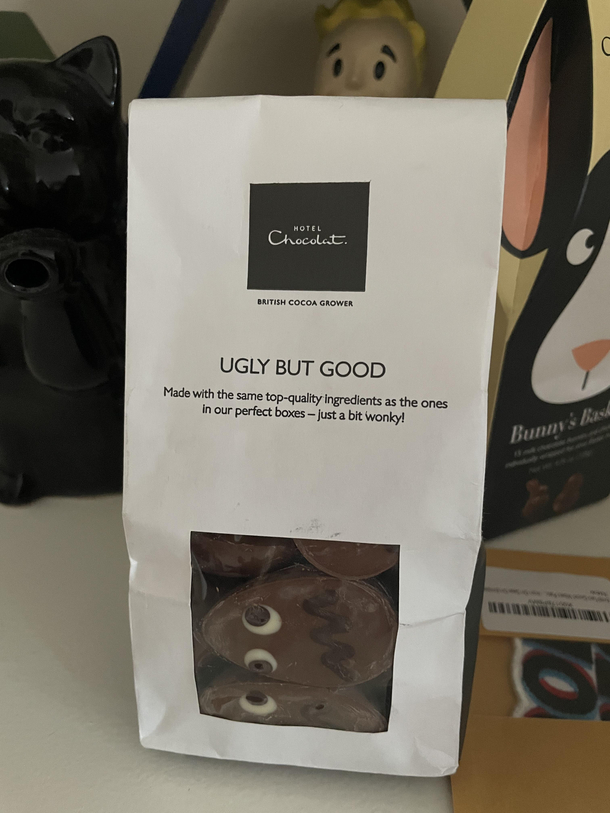 HOTEL
Chocolat.
BRITISH COCOA GROWER
UGLY BUT GOOD
Made with the same top-quality ingredients as the ones
in our perfect boxes – just a bit wonky!
Bunny's